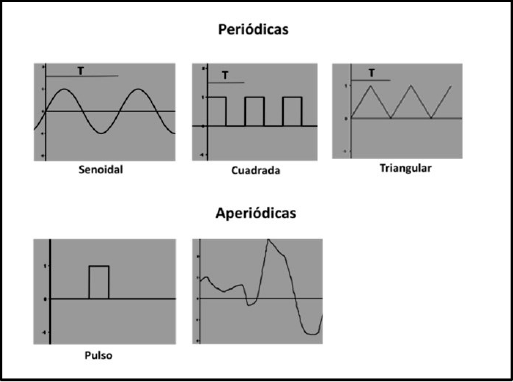 Periódicas
T
T
T
Senoidal
Cuadrada
Triangular
Aperiódicas
Pulso